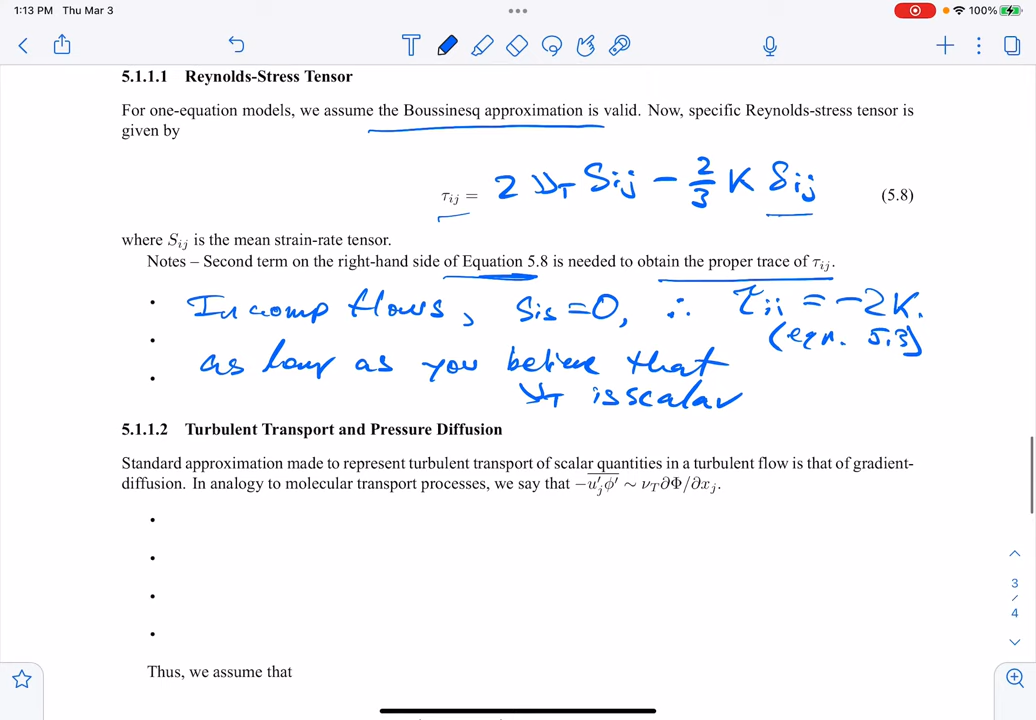 1:13 PM Thu Mar 3
100%
5.1.1.1 Reynolds-Stress Tensor
For one-equation models, we assume the Boussinesq approximation is valid. Now, specific Reynolds-stress tensor is
given by
τij = 2 νT Sij − 2/3 K δij (5.8)
where Sij is the mean strain-rate tensor.
Notes – Second term on the right-hand side of Equation 5.8 is needed to obtain the proper trace of τij.
• Incomp flows, Sii = 0, ∴ τii = −2K.
(eqn. 5.3)
• as long as you believe that
νT is scalar
•
5.1.1.2 Turbulent Transport and Pressure Diffusion
Standard approximation made to represent turbulent transport of scalar quantities in a turbulent flow is that of gradient-
diffusion. In analogy to molecular transport processes, we say that −u′jϕ′ ∼ νT∂Φ/∂xj.
•
•
•
•
Thus, we assume that
3
/
4